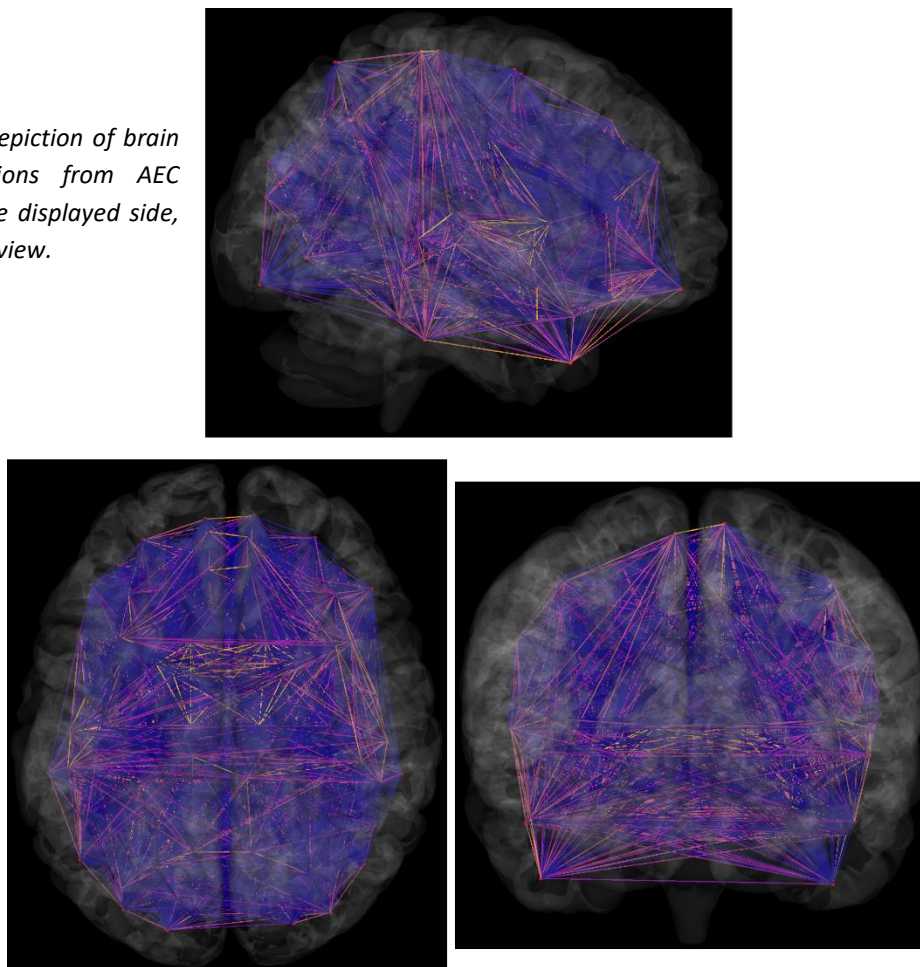 epiction of brain
ions from AEC
e displayed side,
view.